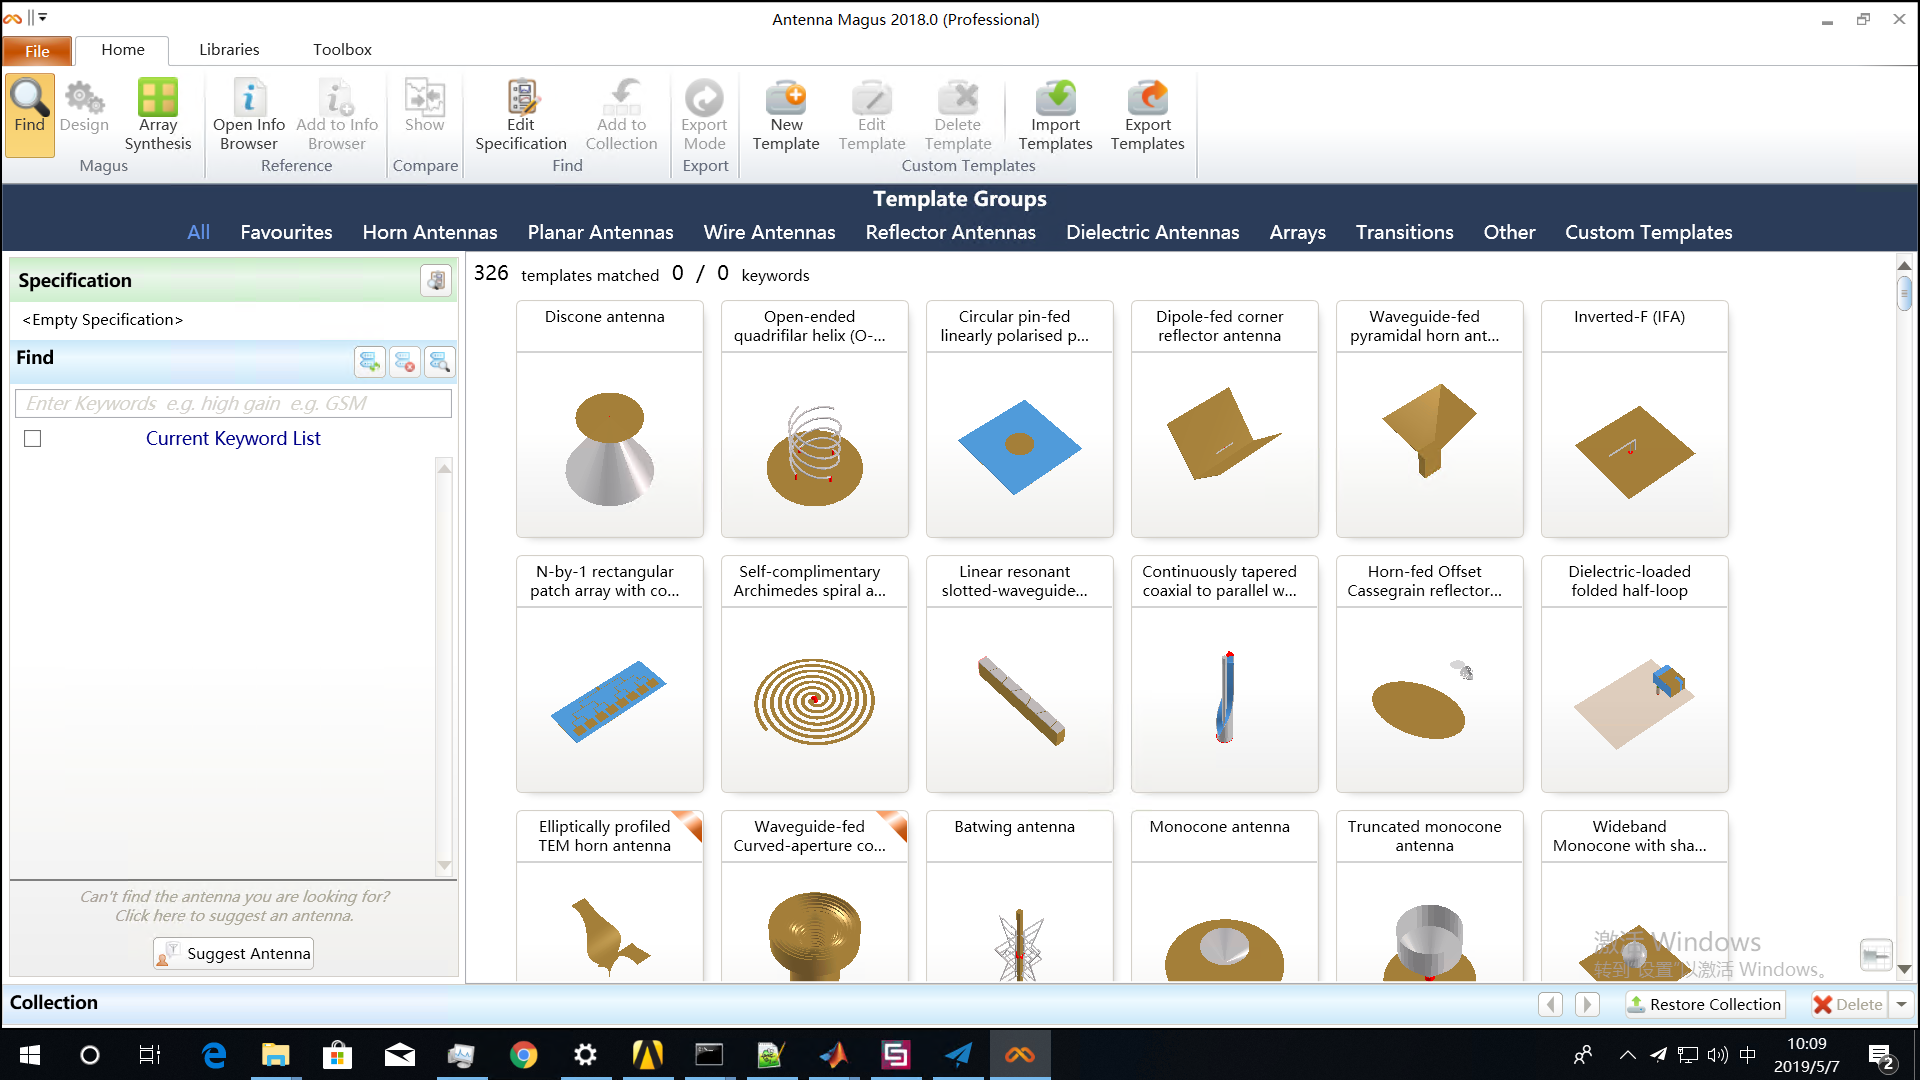 Antenna Magus 2018.0 (Professional)
File
Home
Libraries
Toolbox
Find
Design
Array
Synthesis
Magus
Open Info
Browser
Add to Info
Browser
Reference
Show
Compare
Edit
Specification
Add to
Collection
Find
Export
Mode
Export
New
Template
Edit
Template
Delete
Template
Import
Templates
Export
Templates
Custom Templates
Template Groups
All
Favourites
Horn Antennas
Planar Antennas
Wire Antennas
Reflector Antennas
Dielectric Antennas
Arrays
Transitions
Other
Custom Templates
Specification
<Empty Specification>
Find
Enter Keywords e.g. high gain e.g. GSM
Current Keyword List
Can't find the antenna you are looking for?
Click here to suggest an antenna.
Suggest Antenna
326 templates matched 0 / 0 keywords
Discone antenna
Open-ended
quadrifilar helix (O-...
Circular pin-fed
linearly polarised p...
Dipole-fed corner
reflector antenna
Waveguide-fed
pyramidal horn ant...
Inverted-F (IFA)
N-by-1 rectangular
patch array with co...
Self-complimentary
Archimedes spiral a...
Linear resonant
slotted-waveguide...
Continuously tapered
coaxial to parallel w...
Horn-fed Offset
Cassegrain reflector...
Dielectric-loaded
folded half-loop
Elliptically profiled
TEM horn antenna
Waveguide-fed
Curved-aperture co...
Batwing antenna
Monocone antenna
Truncated monocone
antenna
Wideband
Monocone with sha...
激活 Windows
转到"设置"以激活 Windows。
Collection
Restore Collection
Delete
中
10:09
2019/5/7
2